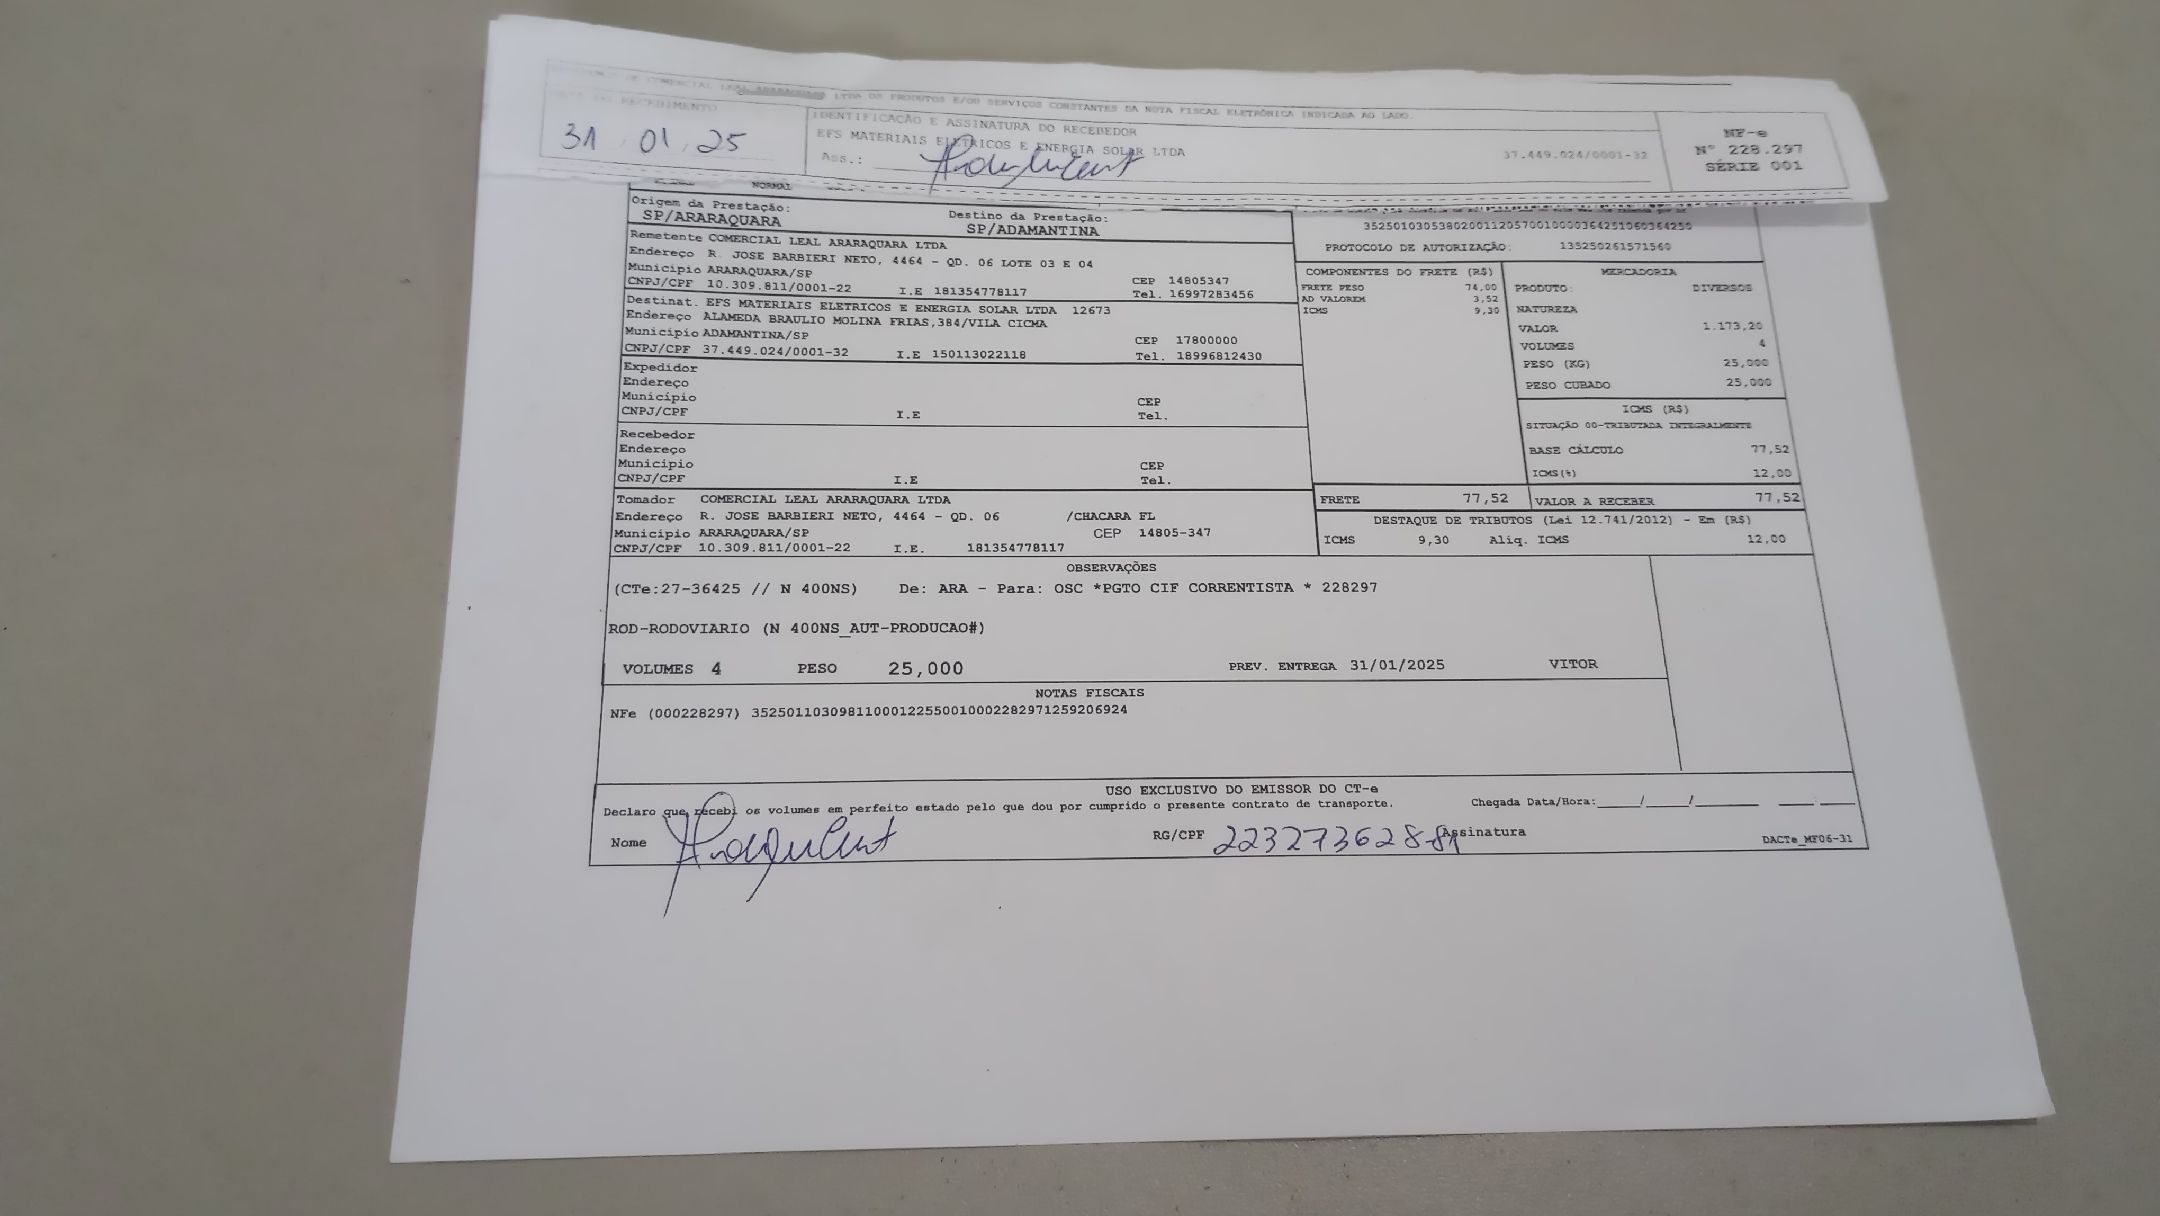 DE COMERCIAL LEAL ARARAQUARA LTDA OS PRODUTOS E/OU SERVIÇOS CONSTANTES DA NOTA FISCAL ELETRÔNICA INDICADA AO LADO.
RECEBIMENTO
31 01 25
IDENTIFICAÇÃO E ASSINATURA DO RECEBEDOR
EFS MATERIAIS ELETRICOS E ENERGIA SOLAR LTDA 37.449.024/0001-32
Ass.:
NF-e
N° 228.297
SÉRIE 001
NORMAL
Origem da Prestação: Destino da Prestação:
SP/ARARAQUARA SP/ADAMANTINA
Remetente COMERCIAL LEAL ARARAQUARA LTDA
Endereço R. JOSE BARBIERI NETO, 4464 - QD. 06 LOTE 03 E 04
Municipio ARARAQUARA/SP CEP 14805347
CNPJ/CPF 10.309.811/0001-22 I.E 181354778117 Tel. 16997283456
Destinat. EFS MATERIAIS ELETRICOS E ENERGIA SOLAR LTDA 12673
Endereço ALAMEDA BRAULIO MOLINA FRIAS,384/VILA CICMA
Municipio ADAMANTINA/SP CEP 17800000
CNPJ/CPF 37.449.024/0001-32 I.E 150113022118 Tel. 18996812430
Expedidor
Endereço
Município CEP
CNPJ/CPF I.E Tel.
Recebedor
Endereço
Município CEP
CNPJ/CPF I.E Tel.
Tomador COMERCIAL LEAL ARARAQUARA LTDA
Endereço R. JOSE BARBIERI NETO, 4464 - QD. 06 /CHACARA FL
Municipio ARARAQUARA/SP CEP 14805-347
CNPJ/CPF 10.309.811/0001-22 I.E. 181354778117
35250103053802001120570010000364251060364250
PROTOCOLO DE AUTORIZAÇÃO: 135250261571560
COMPONENTES DO FRETE (R$)
FRETE PESO 74,00
AD VALOREM 3,52
ICMS 9,30
MERCADORIA
PRODUTO: DIVERSOS
NATUREZA
VALOR 1.173,20
VOLUMES 4
PESO (KG) 25,000
PESO CUBADO 25,000
ICMS (R$)
SITUAÇÃO 00-TRIBUTADA INTEGRALMENTE
BASE CÁLCULO 77,52
ICMS(%) 12,00
FRETE 77,52 VALOR A RECEBER 77,52
DESTAQUE DE TRIBUTOS (Lei 12.741/2012) - Em (R$)
ICMS 9,30 Aliq. ICMS 12,00
OBSERVAÇÕES
(CTe:27-36425 // N 400NS) De: ARA - Para: OSC *PGTO CIF CORRENTISTA * 228297
ROD-RODOVIARIO (N 400NS_AUT-PRODUCAO#)
VOLUMES 4 PESO 25,000 PREV. ENTREGA 31/01/2025 VITOR
NOTAS FISCAIS
NFe (000228297) 35250110309811000122550010002282971259206924
USO EXCLUSIVO DO EMISSOR DO CT-e
Declaro que recebi os volumes em perfeito estado pelo que dou por cumprido o presente contrato de transporte. Chegada Data/Hora:____/____/______ ____:____
Nome RG/CPF 22327362881 Assinatura DACTe_MF06-31